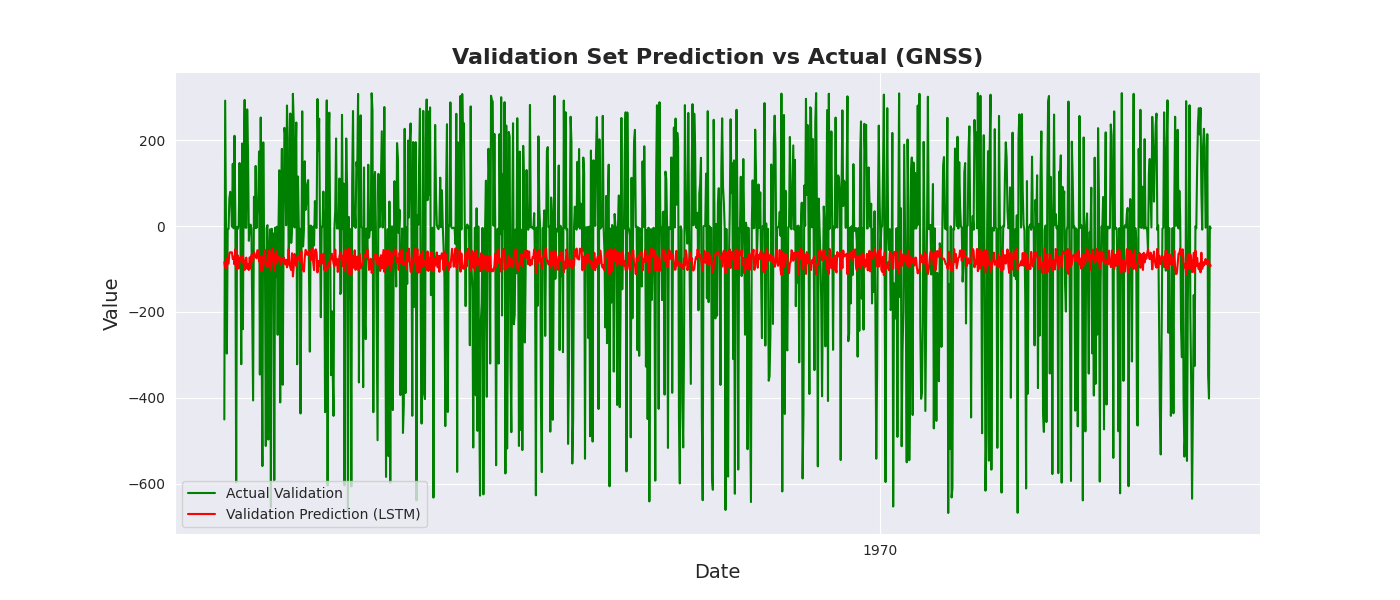 Validation Set Prediction vs Actual (GNSS)
Value
200
0
−200
−400
−600
Actual Validation
Validation Prediction (LSTM)
1970
Date